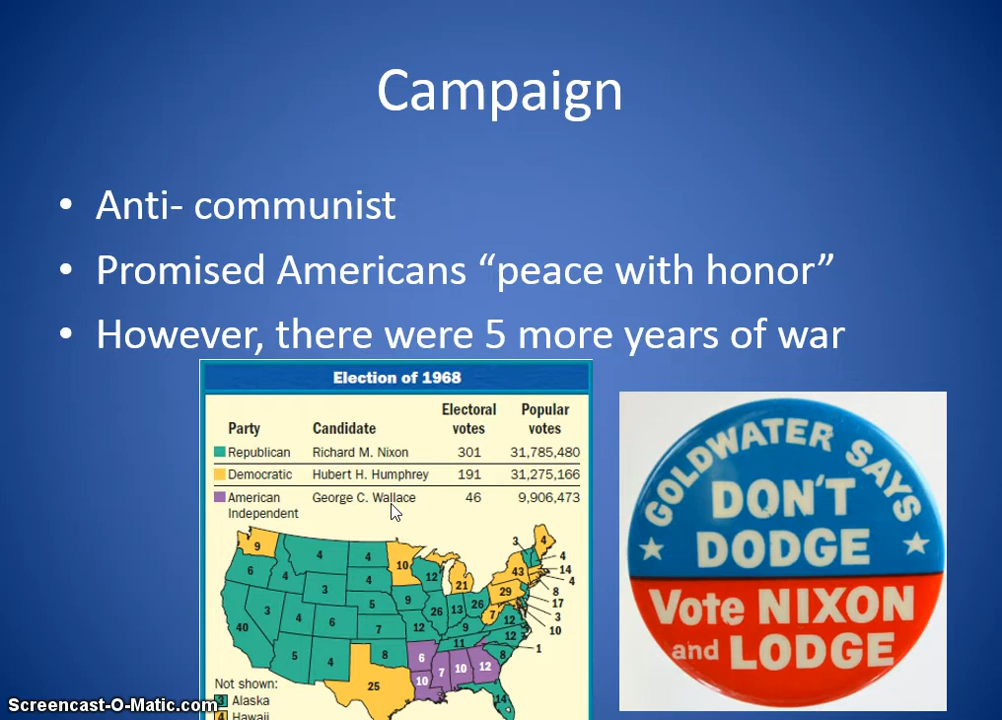 Campaign
• Anti- communist
• Promised Americans “peace with honor”
• However, there were 5 more years of war
Election of 1968
Party Candidate Electoral votes Popular votes
Republican Richard M. Nixon 301 31,785,480
Democratic Hubert H. Humphrey 191 31,275,166
American Independent George C. Wallace 46 9,906,473
9
4
4
10
3
4
4
6
4
3
4
12
21
43
14
4
5
9
26
13
26
29
8
17
3
10
40
3
4
6
7
12
9
7
12
12
11
1
5
4
8
6
8
25
10
7
10
12
14
Not shown:
3 Alaska
4 Hawaii
GOLDWATER SAYS
DON'T
DODGE
Vote NIXON
and LODGE
Screencast-O-Matic.com